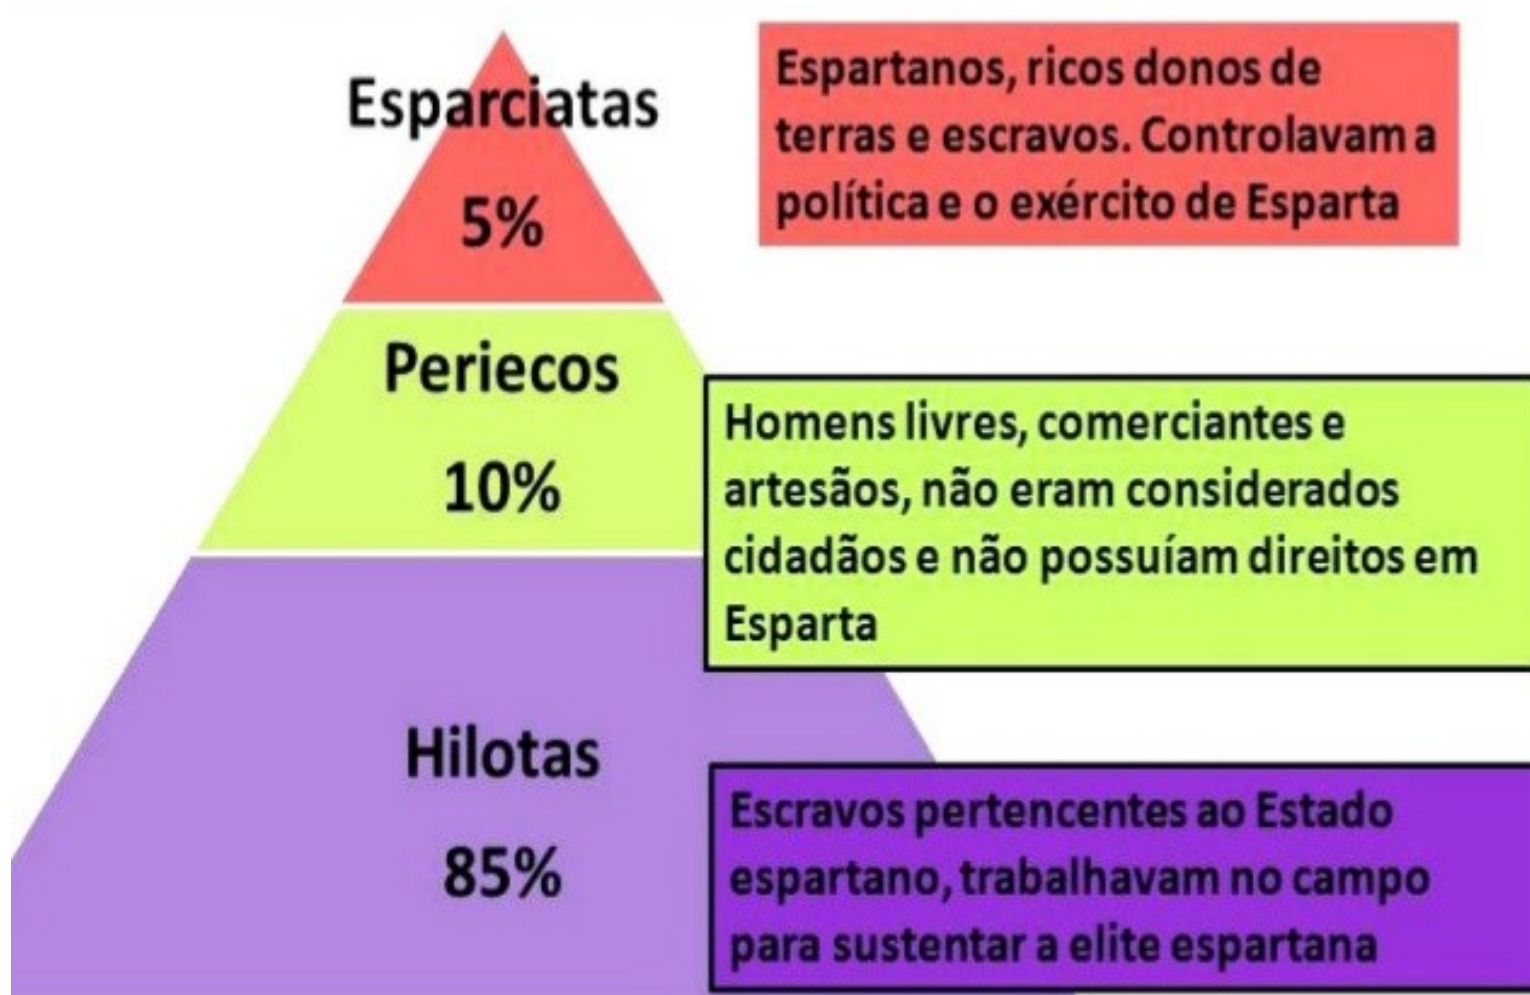 Esparciatas
5%
Espartanos, ricos donos de
terras e escravos. Controlavam a
política e o exército de Esparta
Periecos
10%
Homens livres, comerciantes e
artesãos, não eram considerados
cidadãos e não possuíam direitos em
Esparta
Hilotas
85%
Escravos pertencentes ao Estado
espartano, trabalhavam no campo
para sustentar a elite espartana